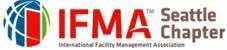 IFMA™ Seattle
Chapter
International Facility Management Association